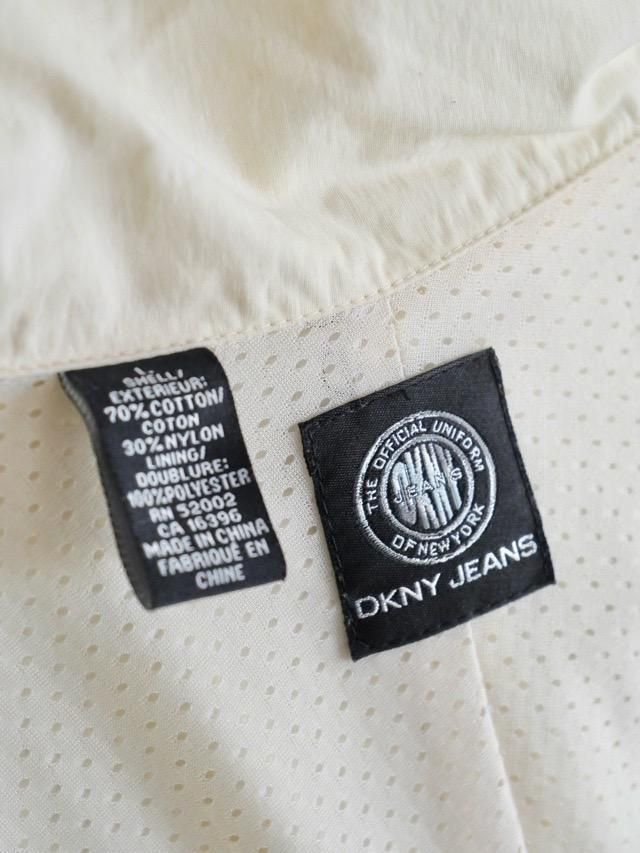 SHELL/
EXTERIEUR:
70% COTTON/
COTON
30% NYLON
LINING/
DOUBLURE:
100% POLYESTER
RN 52002
CA 16396
MADE IN CHINA
FABRIQUÉ EN
CHINE
THE OFFICIAL UNIFORM
DKNY
JEANS
OF NEW YORK
DKNY JEANS